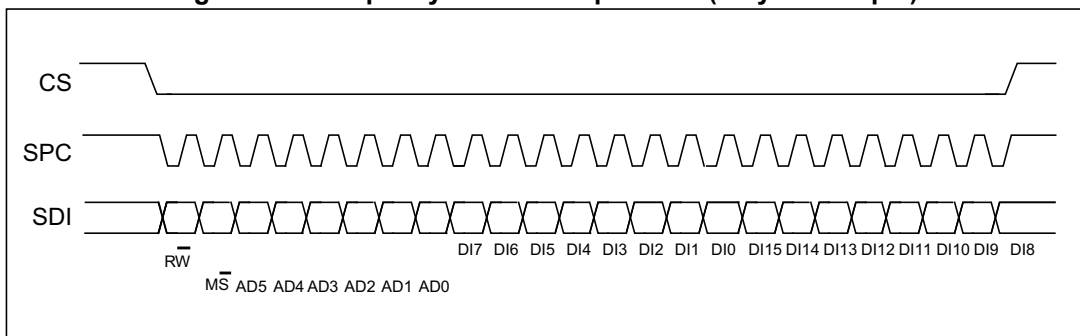 CS
SPC
SDI
DI7 DI6 DI5 DI4 DI3 DI2 DI1 DI0 DI15 DI14 DI13 DI12 DI11 DI10 DI9 DI8
RW̅
MS̅ AD5 AD4 AD3 AD2 AD1 AD0